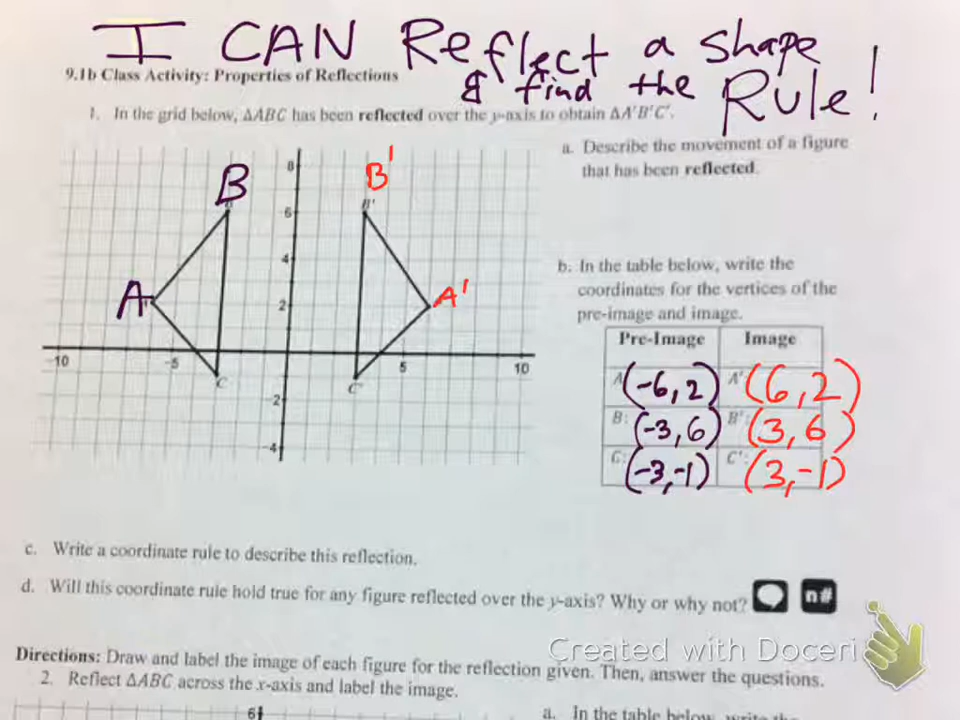 I CAN Reflect a shape
& find the Rule!
9.1b Class Activity: Properties of Reflections
1. In the grid below, ΔABC has been reflected over the y-axis to obtain ΔA'B'C'.
a. Describe the movement of a figure
that has been reflected.
B
B'
B'
A
A'
C
C'
8
6
4
2
-2
-4
-10
-5
5
10
b. In the table below, write the
coordinates for the vertices of the
pre-image and image.
Pre-Image Image
A (-6, 2) A' (6, 2)
B: (-3, 6) B': (3, 6)
C: (-3, -1) C': (3, -1)
c. Write a coordinate rule to describe this reflection.
d. Will this coordinate rule hold true for any figure reflected over the y-axis? Why or why not?
n#
Created with Doceri
Directions: Draw and label the image of each figure for the reflection given. Then, answer the questions.
2. Reflect ΔABC across the x-axis and label the image.
6
a. In the table below, write the